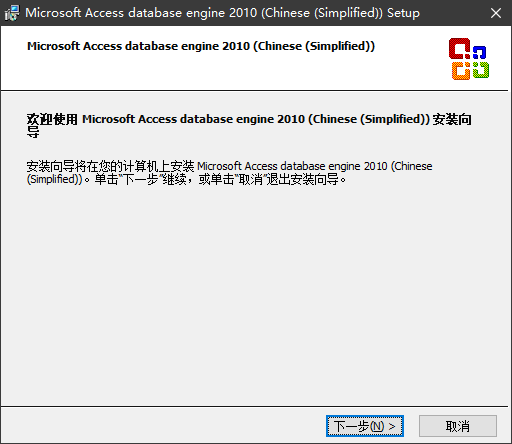 Microsoft Access database engine 2010 (Chinese (Simplified)) Setup
Microsoft Access database engine 2010 (Chinese (Simplified))
欢迎使用 Microsoft Access database engine 2010 (Chinese (Simplified)) 安装向
导
安装向导将在您的计算机上安装 Microsoft Access database engine 2010 (Chinese
(Simplified))。单击“下一步”继续，或单击“取消”退出安装向导。
下一步(N) >
取消